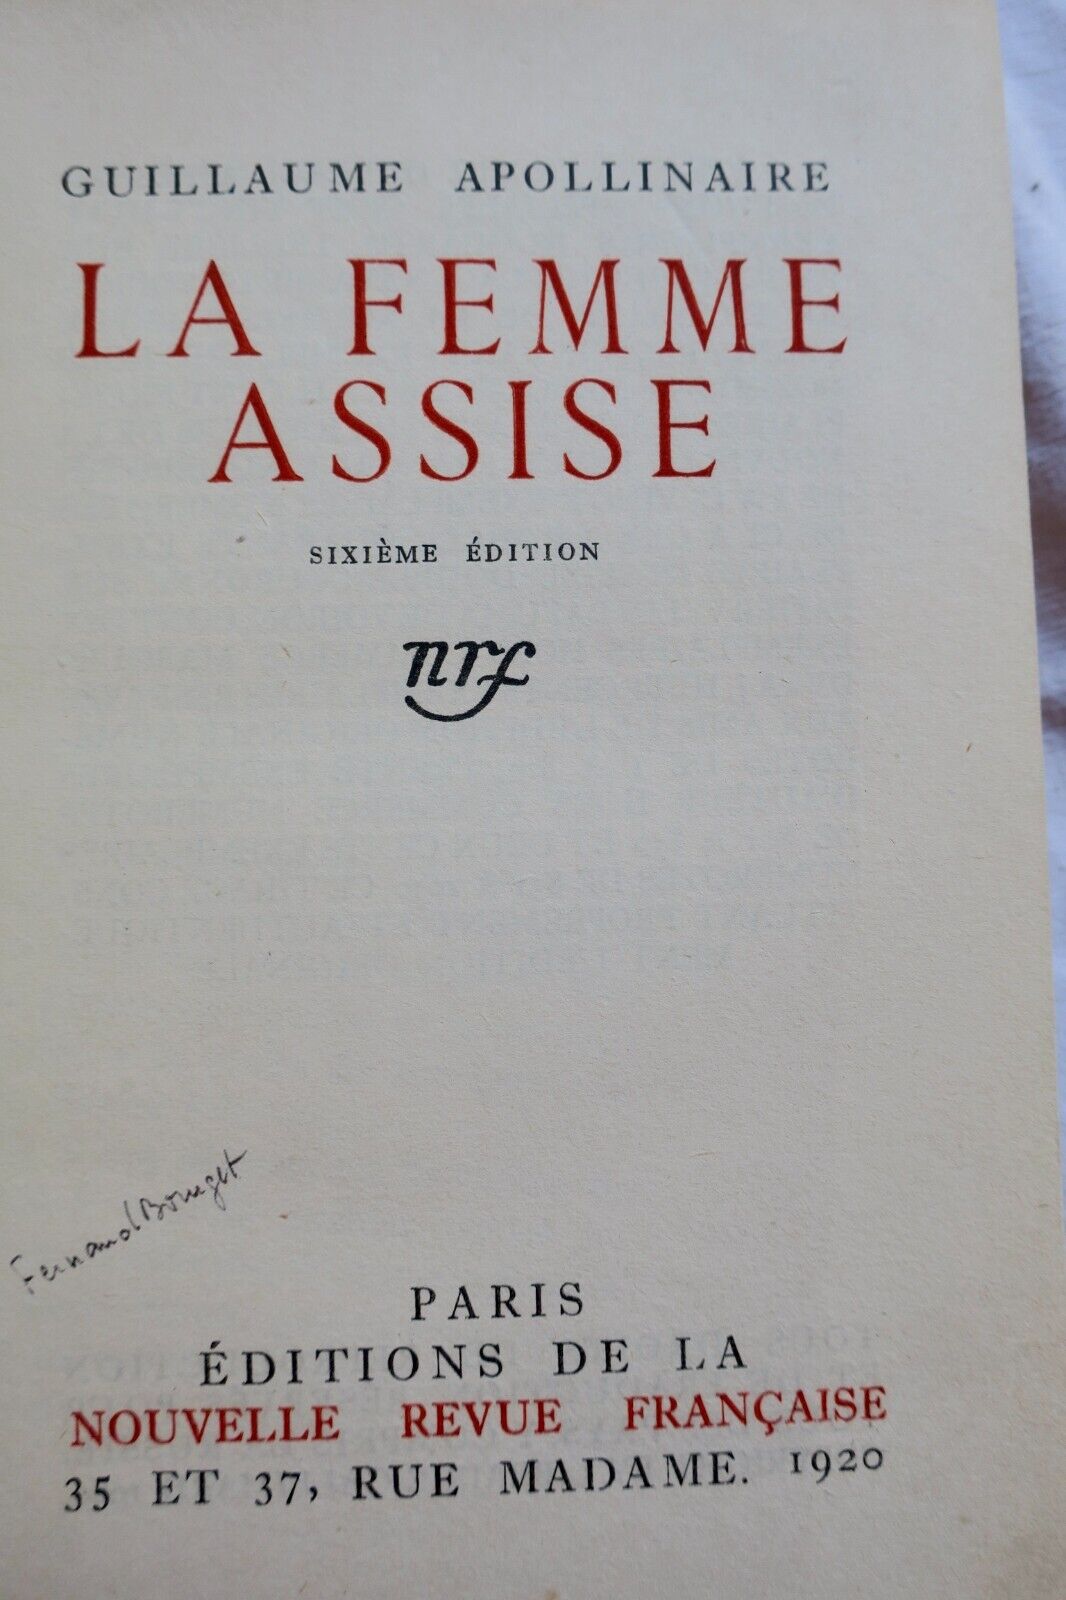 GUILLAUME APOLLINAIRE
LA FEMME
ASSISE
SIXIÈME ÉDITION
nrf
Fernand Bourget
PARIS
ÉDITIONS DE LA
NOUVELLE REVUE FRANÇAISE
35 ET 37, RUE MADAME. 1920